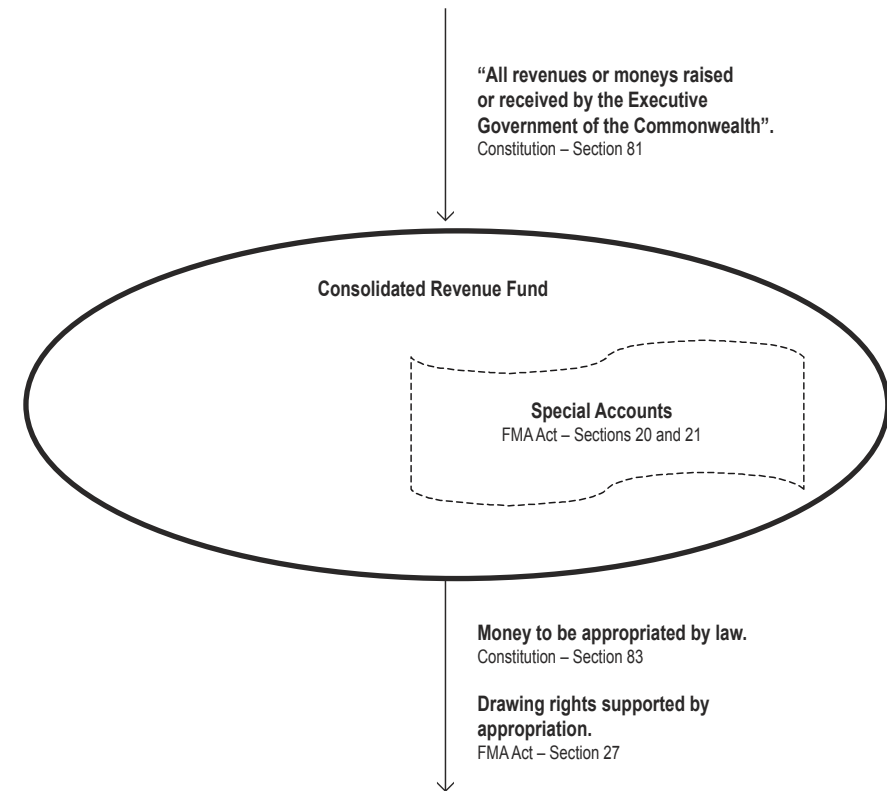 “All revenues or moneys raised
or received by the Executive
Government of the Commonwealth”.
Constitution – Section 81
Consolidated Revenue Fund
Special Accounts
FMA Act – Sections 20 and 21
Money to be appropriated by law.
Constitution – Section 83
Drawing rights supported by
appropriation.
FMA Act – Section 27